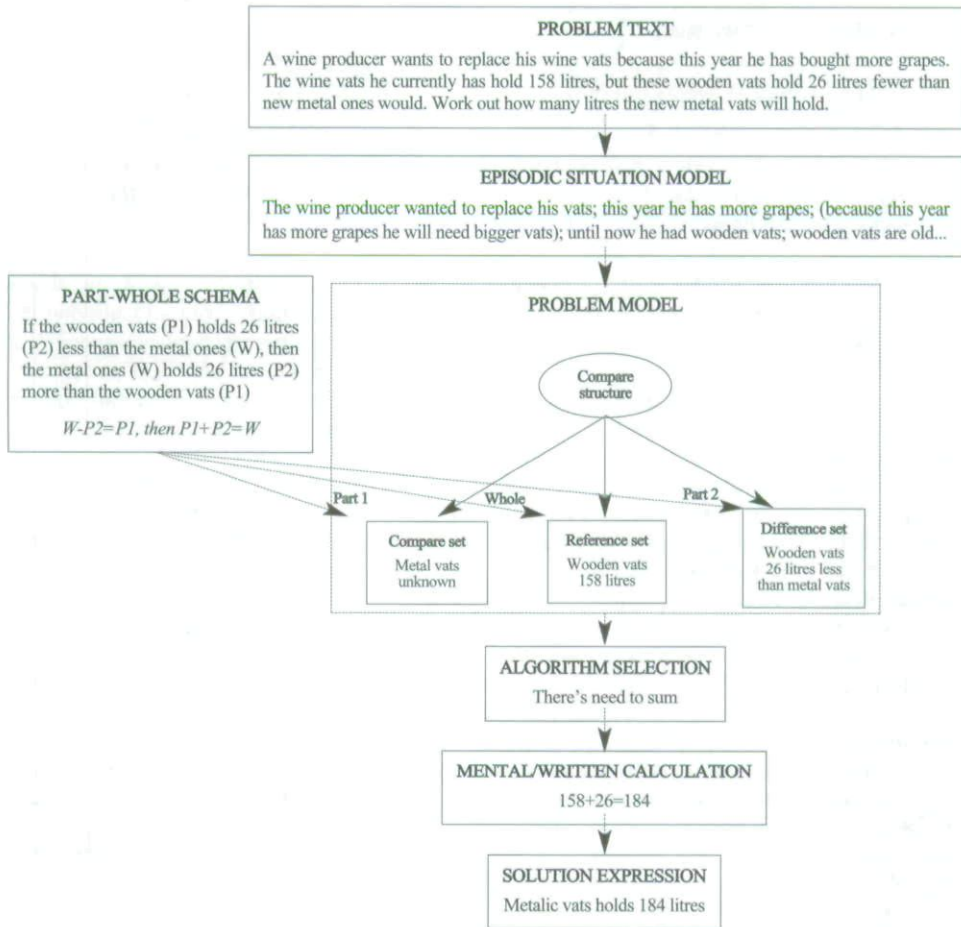 PROBLEM TEXT
A wine producer wants to replace his wine vats because this year he has bought more grapes.
The wine vats he currently has hold 158 litres, but these wooden vats hold 26 litres fewer than
new metal ones would. Work out how many litres the new metal vats will hold.
EPISODIC SITUATION MODEL
The wine producer wanted to replace his vats; this year he has more grapes; (because this year
has more grapes he will need bigger vats); until now he had wooden vats; wooden vats are old...
PART-WHOLE SCHEMA
If the wooden vats (P1) holds 26 litres
(P2) less than the metal ones (W), then
the metal ones (W) holds 26 litres (P2)
more than the wooden vats (P1)
W-P2=P1, then P1+P2=W
PROBLEM MODEL
Compare
structure
Part 1
Whole
Part 2
Compare set
Metal vats
unknown
Reference set
Wooden vats
158 litres
Difference set
Wooden vats
26 litres less
than metal vats
ALGORITHM SELECTION
There's need to sum
MENTAL/WRITTEN CALCULATION
158+26=184
SOLUTION EXPRESSION
Metalic vats holds 184 litres